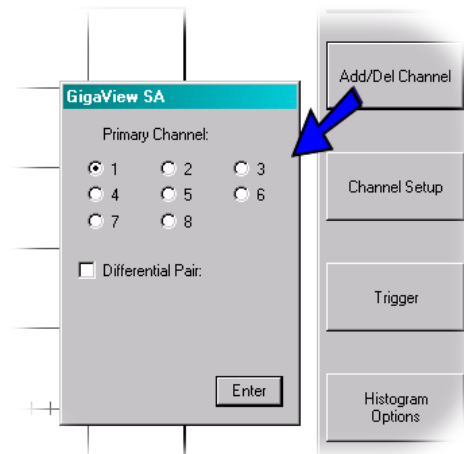 Add/Del Channel
GigaView SA
Primary Channel:
1 2 3
4 5 6
7 8
Differential Pair:
Enter
Channel Setup
Trigger
Histogram
Options